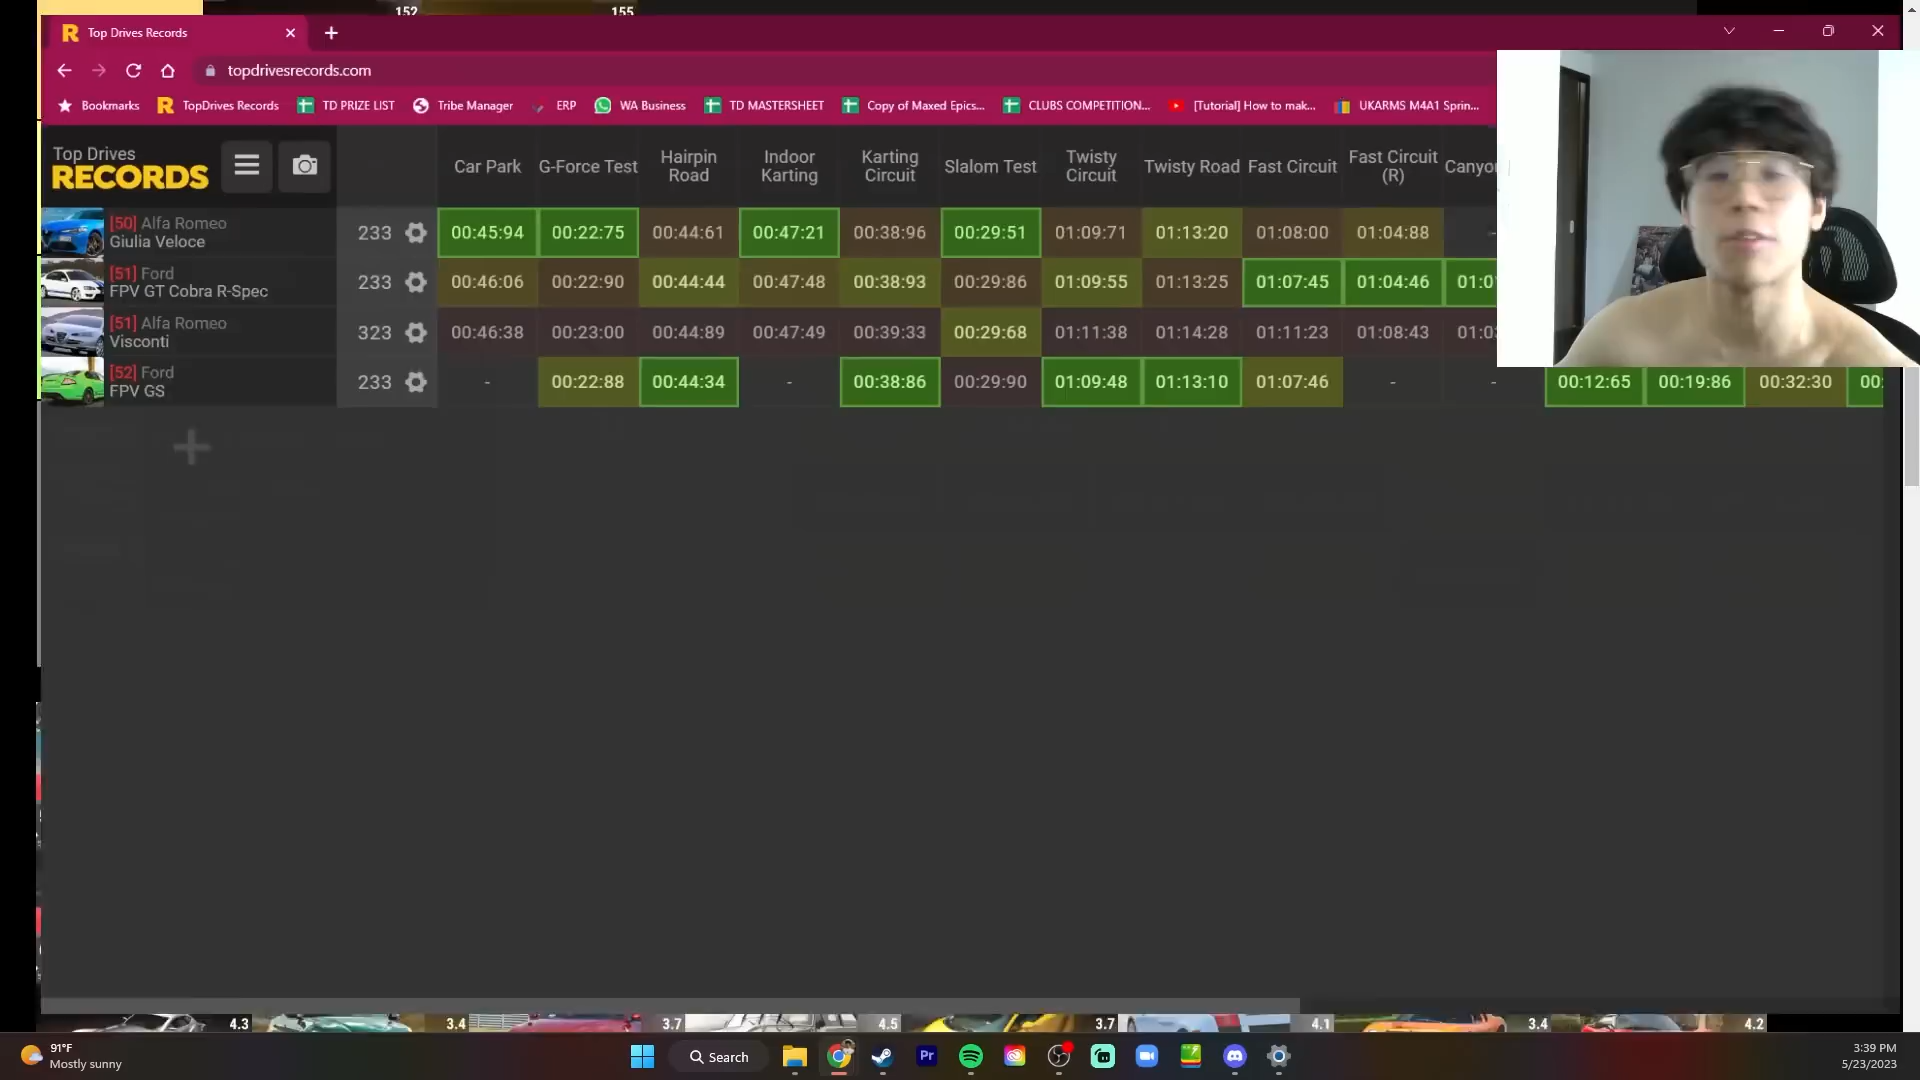 152 155
Top Drives Records
topdrivesrecords.com
Bookmarks TopDrives Records TD PRIZE LIST Tribe Manager ERP WA Business TD MASTERSHEET Copy of Maxed Epics... CLUBS COMPETITION... [Tutorial] How to mak... UKARMS M4A1 Sprin...
Top Drives
RECORDS
Car Park G-Force Test Hairpin Road Indoor Karting Karting Circuit Slalom Test Twisty Circuit Twisty Road Fast Circuit Fast Circuit (R) Canyon
[50] Alfa Romeo
Giulia Veloce
233 00:45:94 00:22:75 00:44:61 00:47:21 00:38:96 00:29:51 01:09:71 01:13:20 01:08:00 01:04:88 -
[51] Ford
FPV GT Cobra R-Spec
233 00:46:06 00:22:90 00:44:44 00:47:48 00:38:93 00:29:86 01:09:55 01:13:25 01:07:45 01:04:46 01:0
[51] Alfa Romeo
Visconti
323 00:46:38 00:23:00 00:44:89 00:47:49 00:39:33 00:29:68 01:11:38 01:14:28 01:11:23 01:08:43 01:0
[52] Ford
FPV GS
233 - 00:22:88 00:44:34 - 00:38:86 00:29:90 01:09:48 01:13:10 01:07:46 - - 00:12:65 00:19:86 00:32:30 00:
4.3 3.4 3.7 4.5 3.7 4.1 3.4 4.2
91°F
Mostly sunny
Search
Pr
3:39 PM
5/23/2023